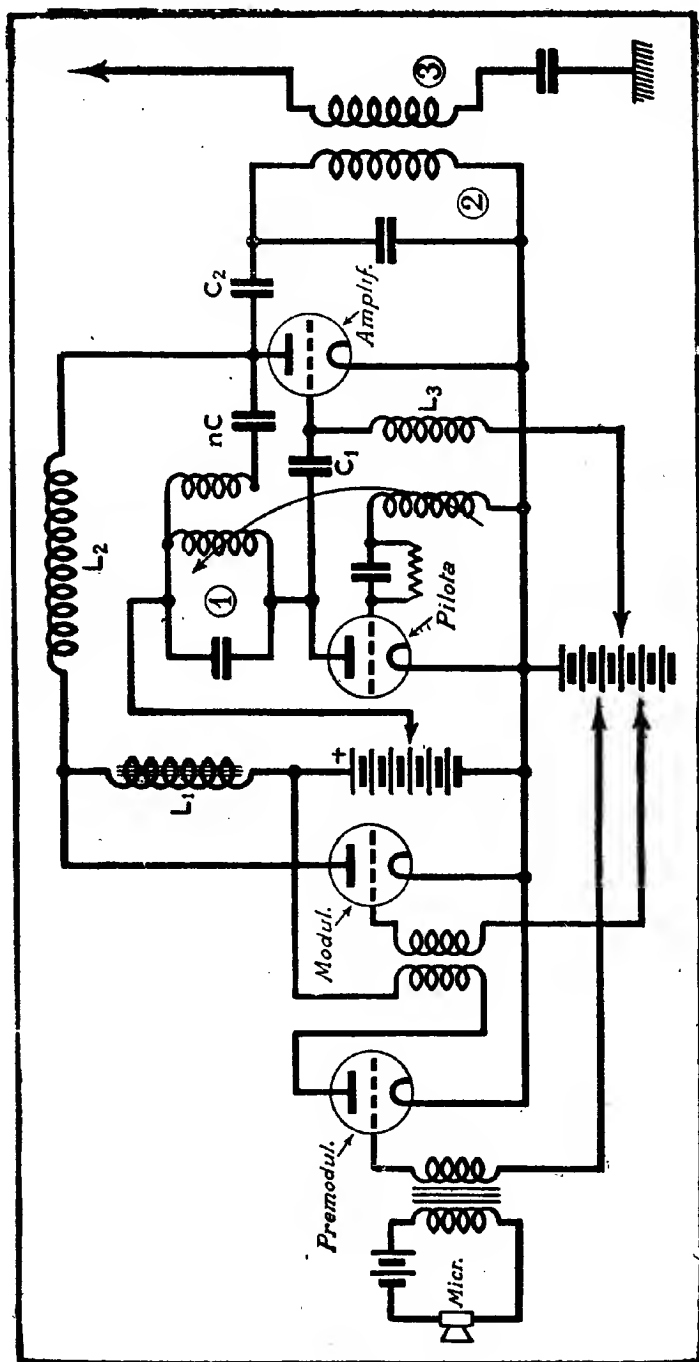 Micr.
Premodul.
Modul.
L₁
+
L₂
①
nC
C₂
C₁
Pilota
L₃
Amplif.
②
③